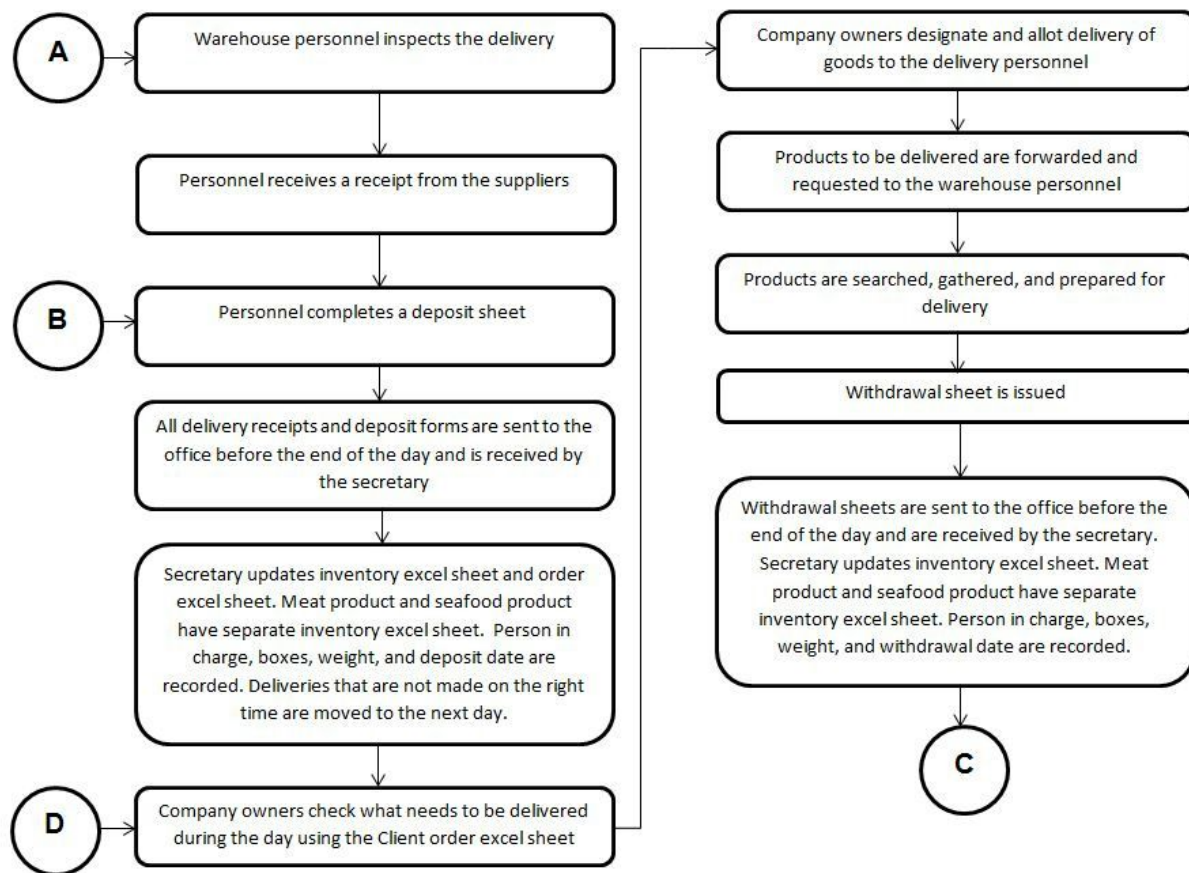 A
Warehouse personnel inspects the delivery
Personnel receives a receipt from the suppliers
B
Personnel completes a deposit sheet
All delivery receipts and deposit forms are sent to the
office before the end of the day and is received by
the secretary
Secretary updates inventory excel sheet and order
excel sheet. Meat product and seafood product
have separate inventory excel sheet.  Person in
charge, boxes, weight, and deposit date are
recorded. Deliveries that are not made on the right
time are moved to the next day.
D
Company owners check what needs to be delivered
during the day using the Client order excel sheet
Company owners designate and allot delivery of
goods to the delivery personnel
Products to be delivered are forwarded and
requested to the warehouse personnel
Products are searched, gathered, and prepared for
delivery
Withdrawal sheet is issued
Withdrawal sheets are sent to the office before the
end of the day and are received by the secretary.
Secretary updates inventory excel sheet. Meat
product and seafood product have separate
inventory excel sheet. Person in charge, boxes,
weight, and withdrawal date are recorded.
C